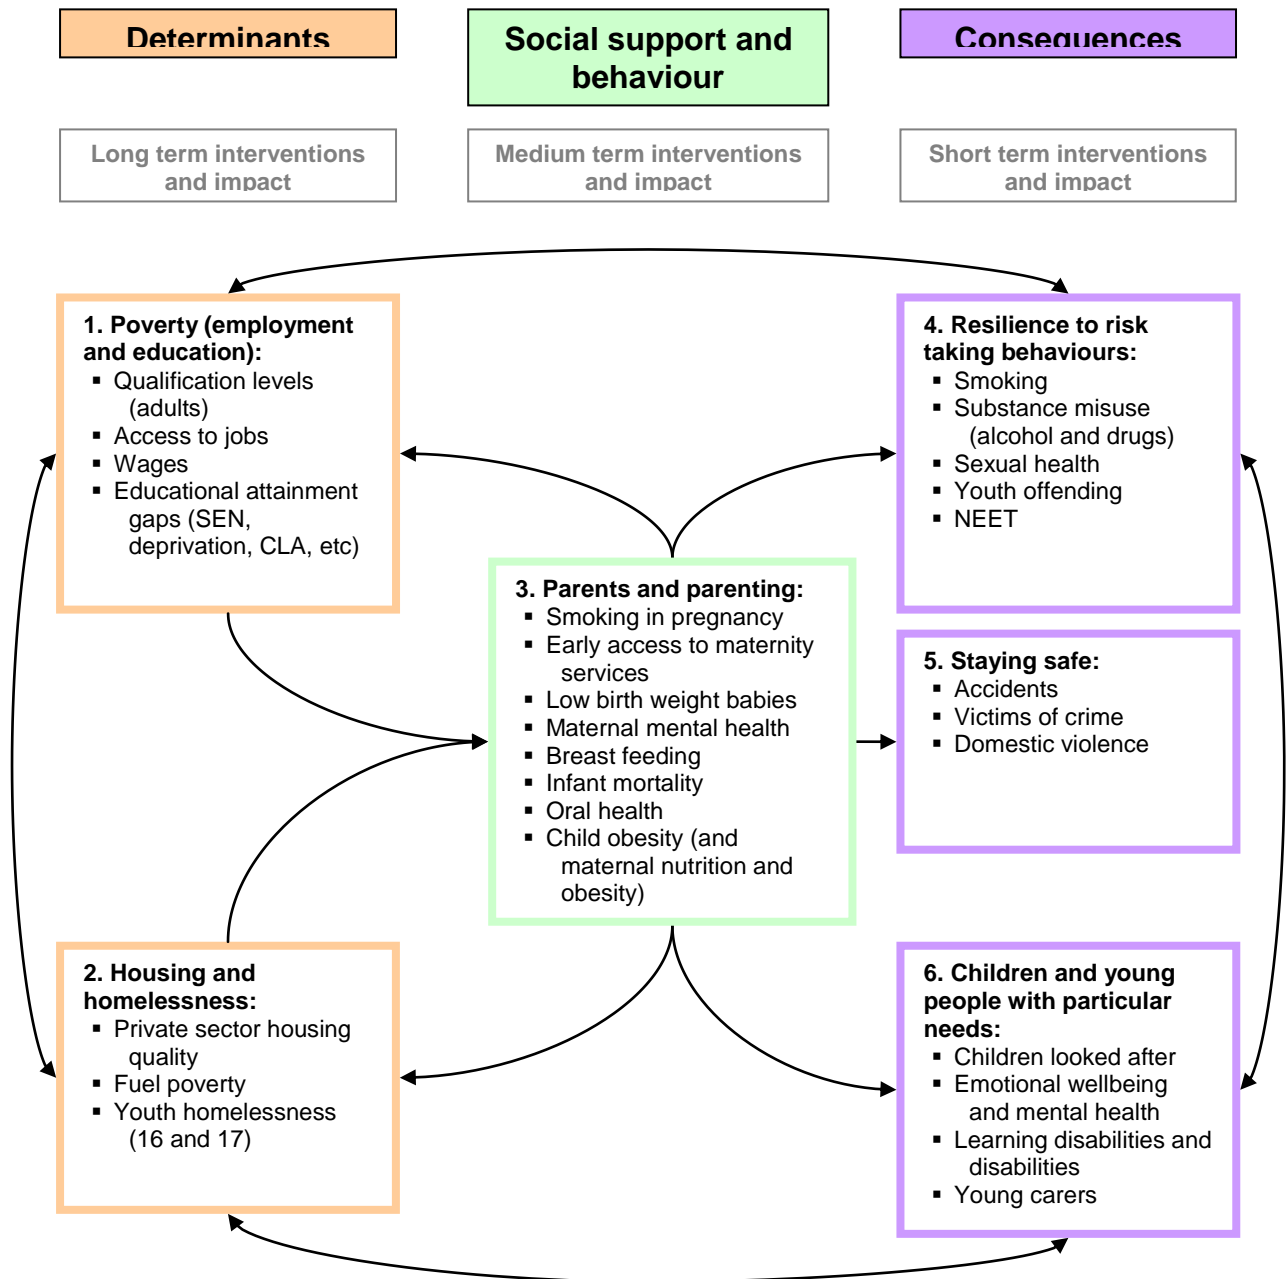 Determinants
Social support and
behaviour
Consequences
Long term interventions
and impact
Medium term interventions
and impact
Short term interventions
and impact
1. Poverty (employment
and education):
▪ Qualification levels
(adults)
▪ Access to jobs
▪ Wages
▪ Educational attainment
gaps (SEN,
deprivation, CLA, etc)
4. Resilience to risk
taking behaviours:
▪ Smoking
▪ Substance misuse
(alcohol and drugs)
▪ Sexual health
▪ Youth offending
▪ NEET
3. Parents and parenting:
▪ Smoking in pregnancy
▪ Early access to maternity
services
▪ Low birth weight babies
▪ Maternal mental health
▪ Breast feeding
▪ Infant mortality
▪ Oral health
▪ Child obesity (and
maternal nutrition and
obesity)
5. Staying safe:
▪ Accidents
▪ Victims of crime
▪ Domestic violence
2. Housing and
homelessness:
▪ Private sector housing
quality
▪ Fuel poverty
▪ Youth homelessness
(16 and 17)
6. Children and young
people with particular
needs:
▪ Children looked after
▪ Emotional wellbeing
and mental health
▪ Learning disabilities and
disabilities
▪ Young carers